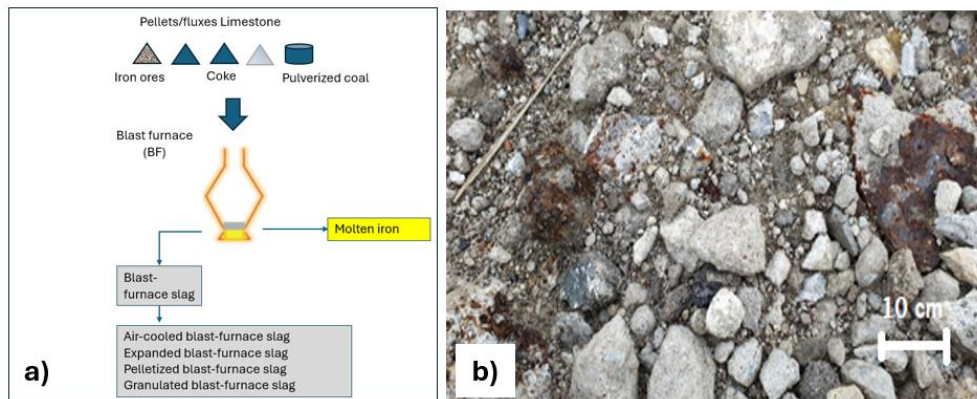 Pellets/fluxes Limestone
Iron ores
Coke
Pulverized coal
Blast furnace
(BF)
Molten iron
Blast-
furnace slag
Air-cooled blast-furnace slag
Expanded blast-furnace slag
Pelletized blast-furnace slag
Granulated blast-furnace slag
a)
b)
10 cm